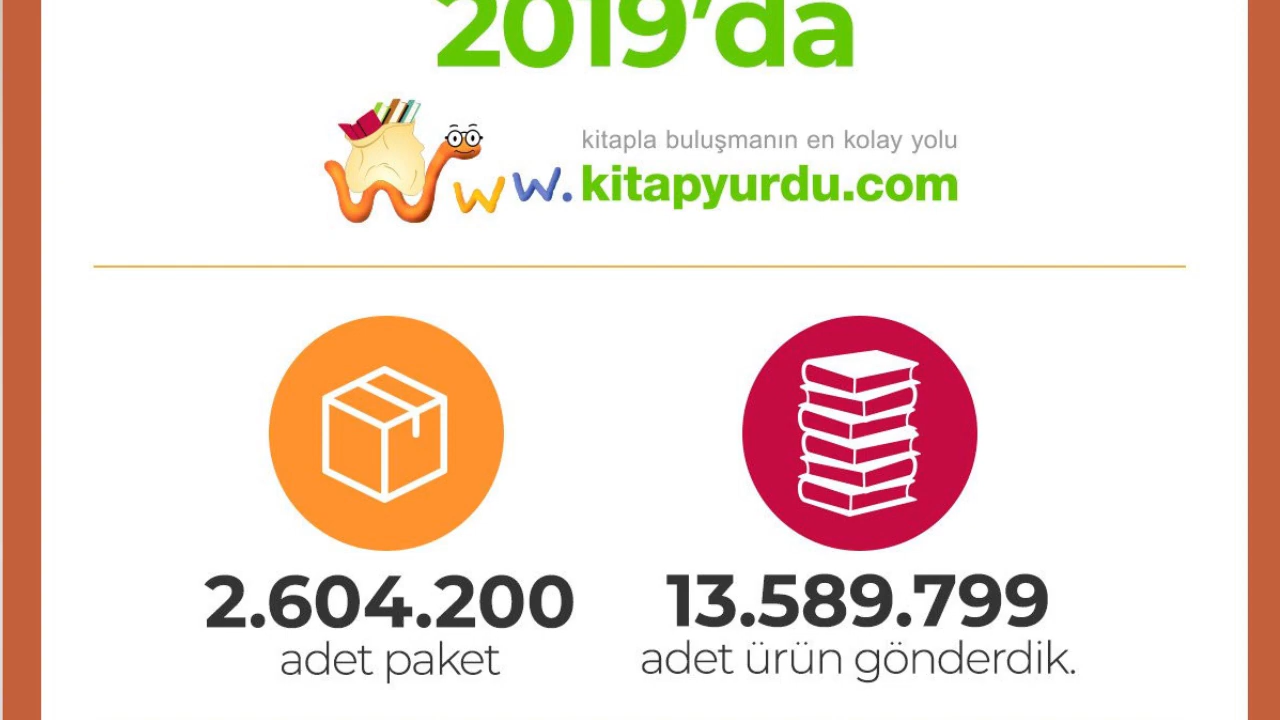 2019'da
kitapla buluşmanın en kolay yolu
www.kitapyurdu.com
2.604.200
adet paket
13.589.799
adet ürün gönderdik.